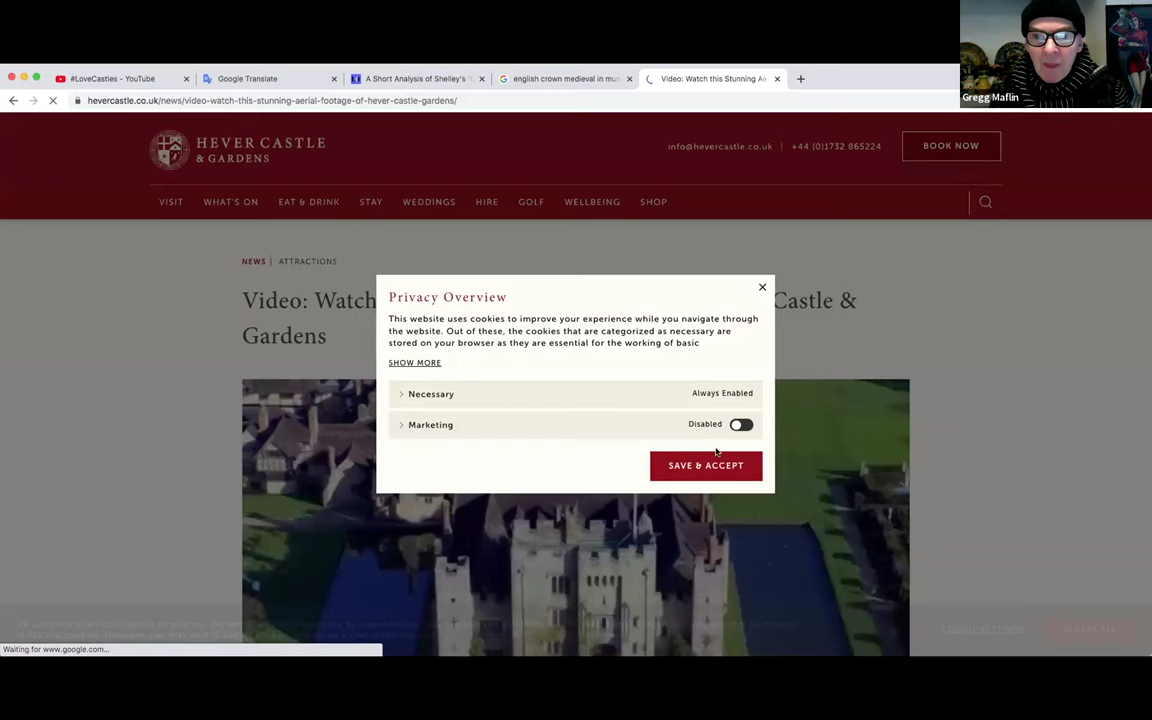 Gregg Maflin
#LoveCastles - YouTube
Google Translate
A Short Analysis of Shelley's
english crown medieval in mu
Video: Watch this Stunning Ae
hevercastle.co.uk/news/video-watch-this-stunning-aerial-footage-of-hever-castle-gardens/
HEVER CASTLE
& GARDENS
info@hevercastle.co.uk | +44 (0)1732 865224
BOOK NOW
VISIT WHAT'S ON EAT & DRINK STAY WEDDINGS HIRE GOLF WELLBEING SHOP
NEWS | ATTRACTIONS
Video: Watch Castle &
Gardens
Privacy Overview
This website uses cookies to improve your experience while you navigate through
the website. Out of these, the cookies that are categorized as necessary are
stored on your browser as they are essential for the working of basic
SHOW MORE
Necessary Always Enabled
Marketing Disabled
SAVE & ACCEPT
COOKIE SETTINGS ACCEPT ALL
Waiting for www.google.com...